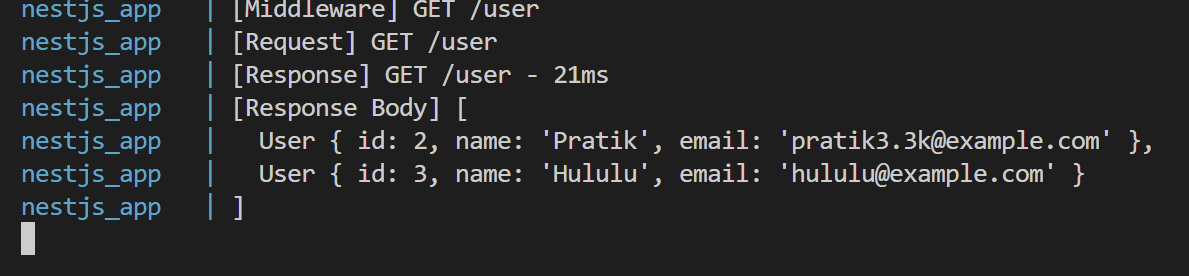 nestjs_app | [Middleware] GET /user
nestjs_app | [Request] GET /user
nestjs_app | [Response] GET /user - 21ms
nestjs_app | [Response Body] [
nestjs_app |   User { id: 2, name: 'Pratik', email: 'pratik3.3k@example.com' },
nestjs_app |   User { id: 3, name: 'Hululu', email: 'hululu@example.com' }
nestjs_app | ]